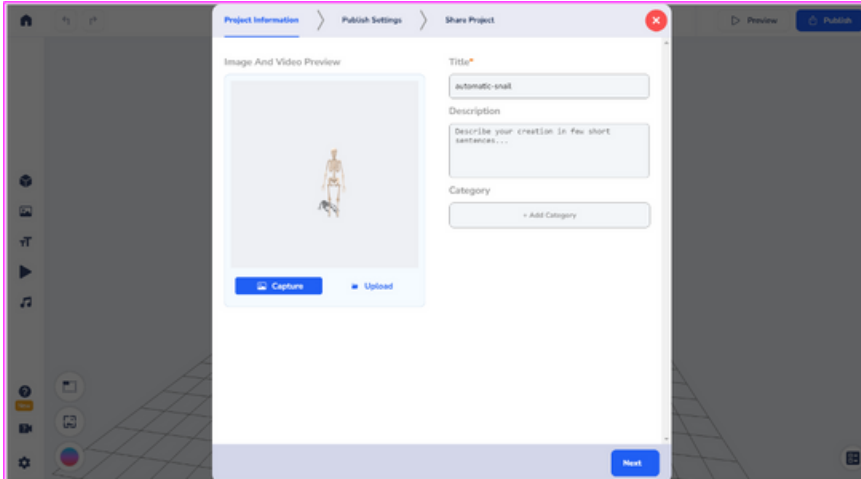 Project Information
Publish Settings
Share Project
Preview
Publish
Image And Video Preview
Title*
automatic-snail
Description
Describe your creation in few short
sentences...
Category
+ Add Category
Capture
Upload
Next